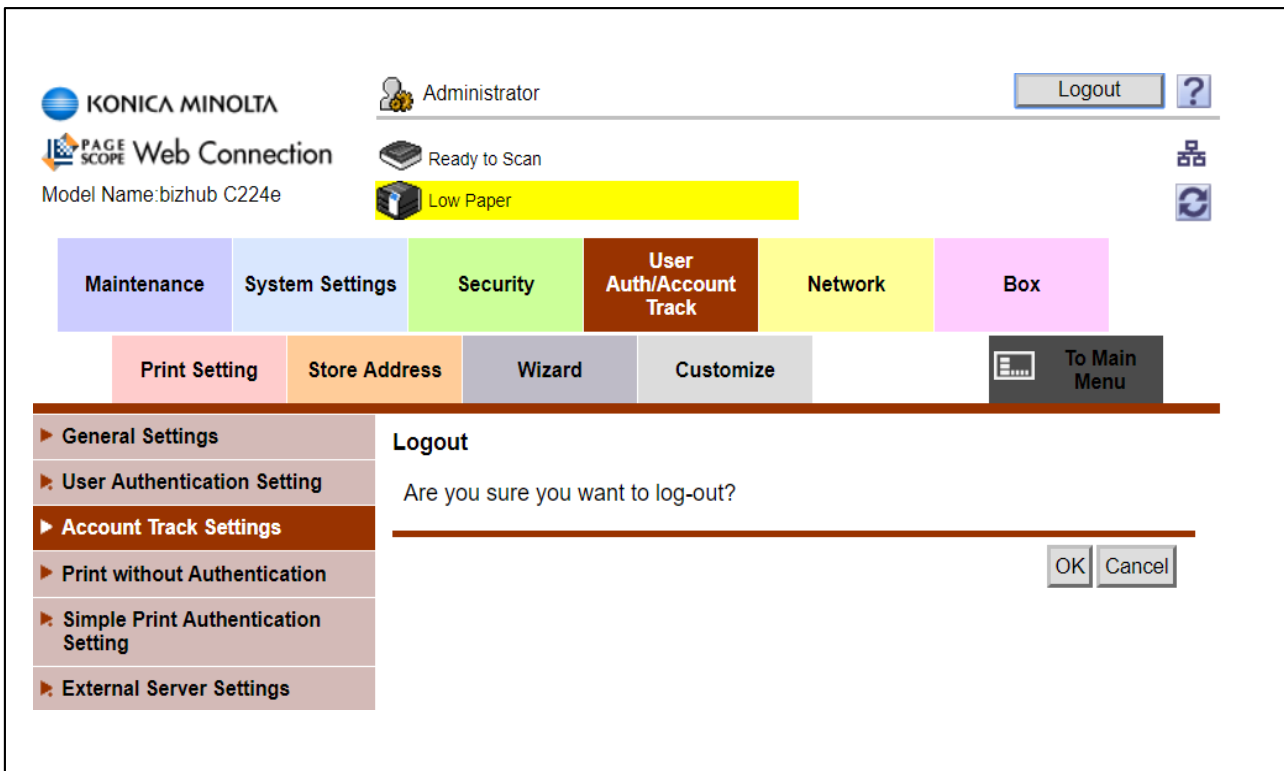 KONICA MINOLTA
Administrator
Logout
?
PAGE SCOPE Web Connection
Ready to Scan
Model Name:bizhub C224e
Low Paper
Maintenance
System Settings
Security
User
Auth/Account
Track
Network
Box
Print Setting
Store Address
Wizard
Customize
To Main
Menu
General Settings
User Authentication Setting
Account Track Settings
Print without Authentication
Simple Print Authentication
Setting
External Server Settings
Logout
Are you sure you want to log-out?
OK
Cancel